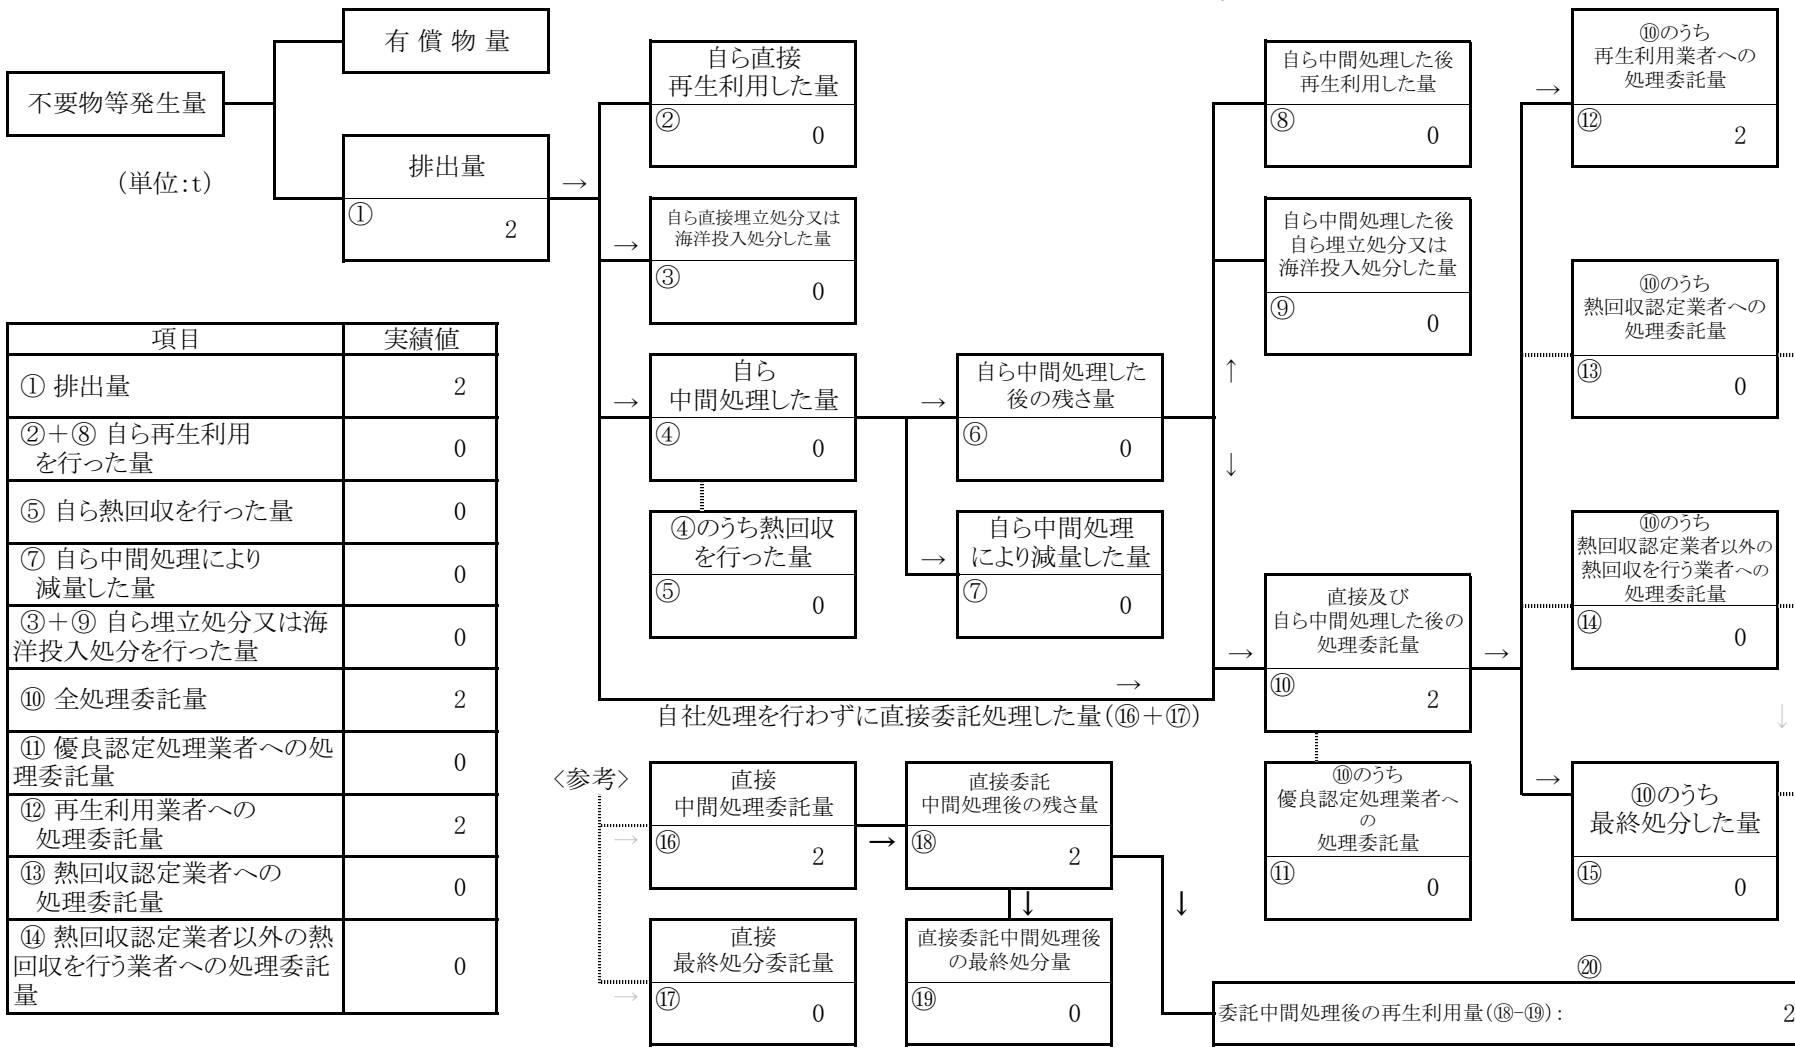 不要物等発生量
(単位:t)
有 償 物 量
排出量
①
2
→
自ら直接
再生利用した量
②
0
→
自ら直接埋立処分又は
海洋投入処分した量
③
0
→
自ら
中間処理した量
④
0
④のうち熱回収
を行った量
⑤
0
→
自ら中間処理した
後の残さ量
⑥
0
→
自ら中間処理
により減量した量
⑦
0
→
自社処理を行わずに直接委託処理した量(⑯+⑰)
↑
↓
自ら中間処理した後
再生利用した量
⑧
0
自ら中間処理した後
自ら埋立処分又は
海洋投入処分した量
⑨
0
→
直接及び
自ら中間処理した後の
処理委託量
⑩
2
→
⑩のうち
優良認定処理業者へ
の
処理委託量
⑪
0
→
⑩のうち
再生利用業者への
処理委託量
⑫
2
⑩のうち
熱回収認定業者への
処理委託量
⑬
0
⑩のうち
熱回収認定業者以外の
熱回収を行う業者への
処理委託量
⑭
0
↓
→
⑩のうち
最終処分した量
⑮
0
項目 実績値
① 排出量 2
②+⑧ 自ら再生利用
を行った量 0
⑤ 自ら熱回収を行った量 0
⑦ 自ら中間処理により
減量した量 0
③+⑨ 自ら埋立処分又は海
洋投入処分を行った量 0
⑩ 全処理委託量 2
⑪ 優良認定処理業者への処
理委託量 0
⑫ 再生利用業者への
処理委託量 2
⑬ 熱回収認定業者への
処理委託量 0
⑭ 熱回収認定業者以外の熱
回収を行う業者への処理委託
量 0
<参考>
→
直接
中間処理委託量
⑯
2
→
直接委託
中間処理後の残さ量
⑱
2
↓
↓
→
直接
最終処分委託量
⑰
0
直接委託中間処理後
の最終処分量
⑲
0
⑳
委託中間処理後の再生利用量(⑱-⑲): 2